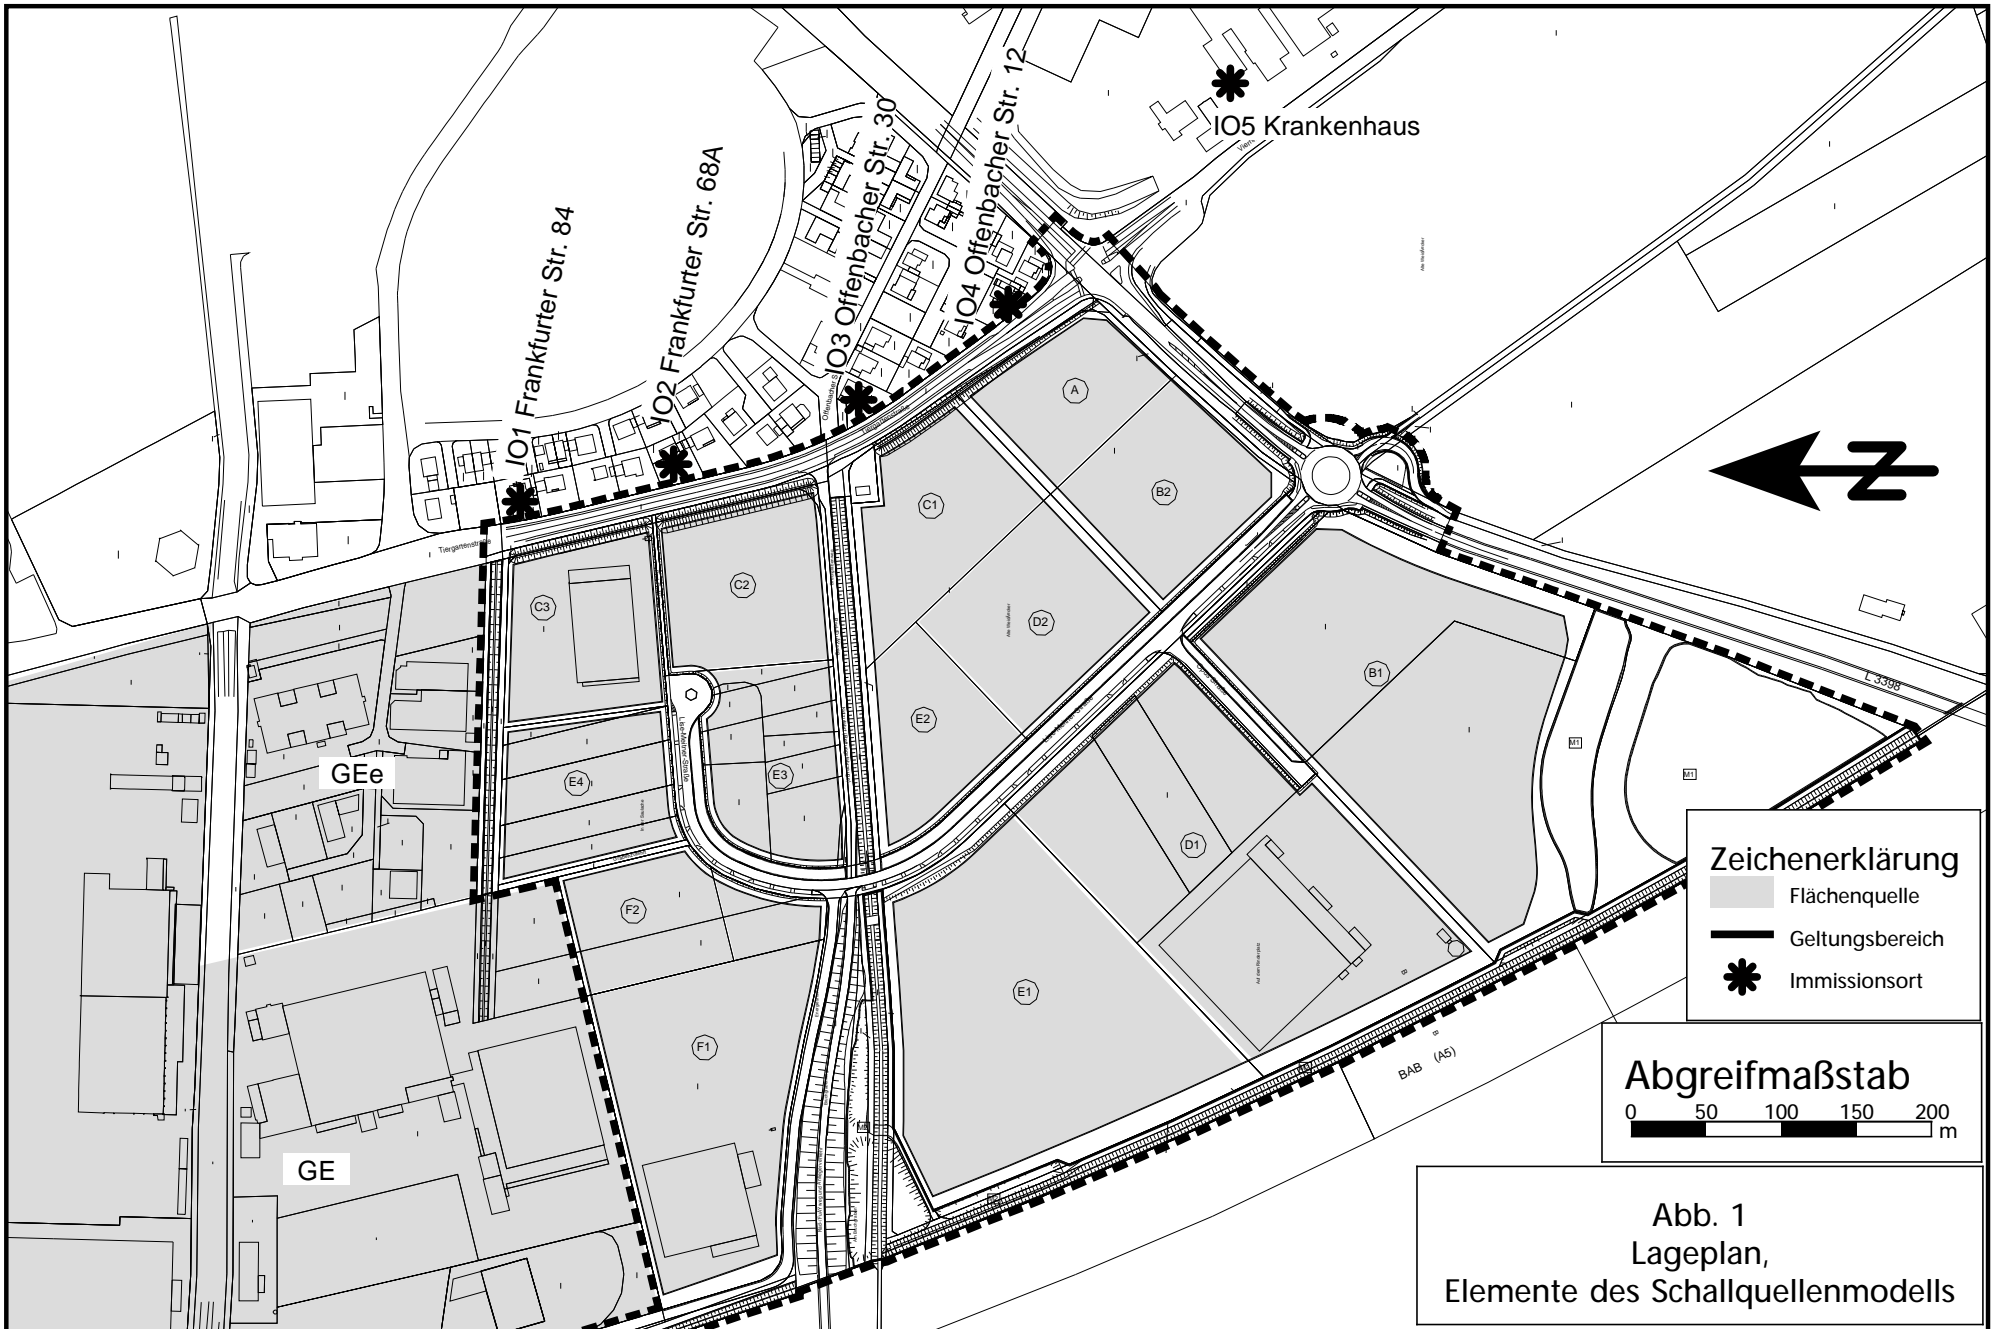 IO5 Krankenhaus
IO4 Offenbacher Str. 12
IO3 Offenbacher Str. 30
IO2 Frankfurter Str. 68A
IO1 Frankfurter Str. 84
Tiergartenstraße
A
B2
C1
C2
C3
D2
B1
E2
E3
E4
D1
F2
E1
F1
GEe
GE
M1
M1
L 3398
BAB (A5)
N
Zeichenerklärung
Flächenquelle
Geltungsbereich
Immissionsort
Abgreifmaßstab
0 50 100 150 200
m
Abb. 1
Lageplan,
Elemente des Schallquellenmodells